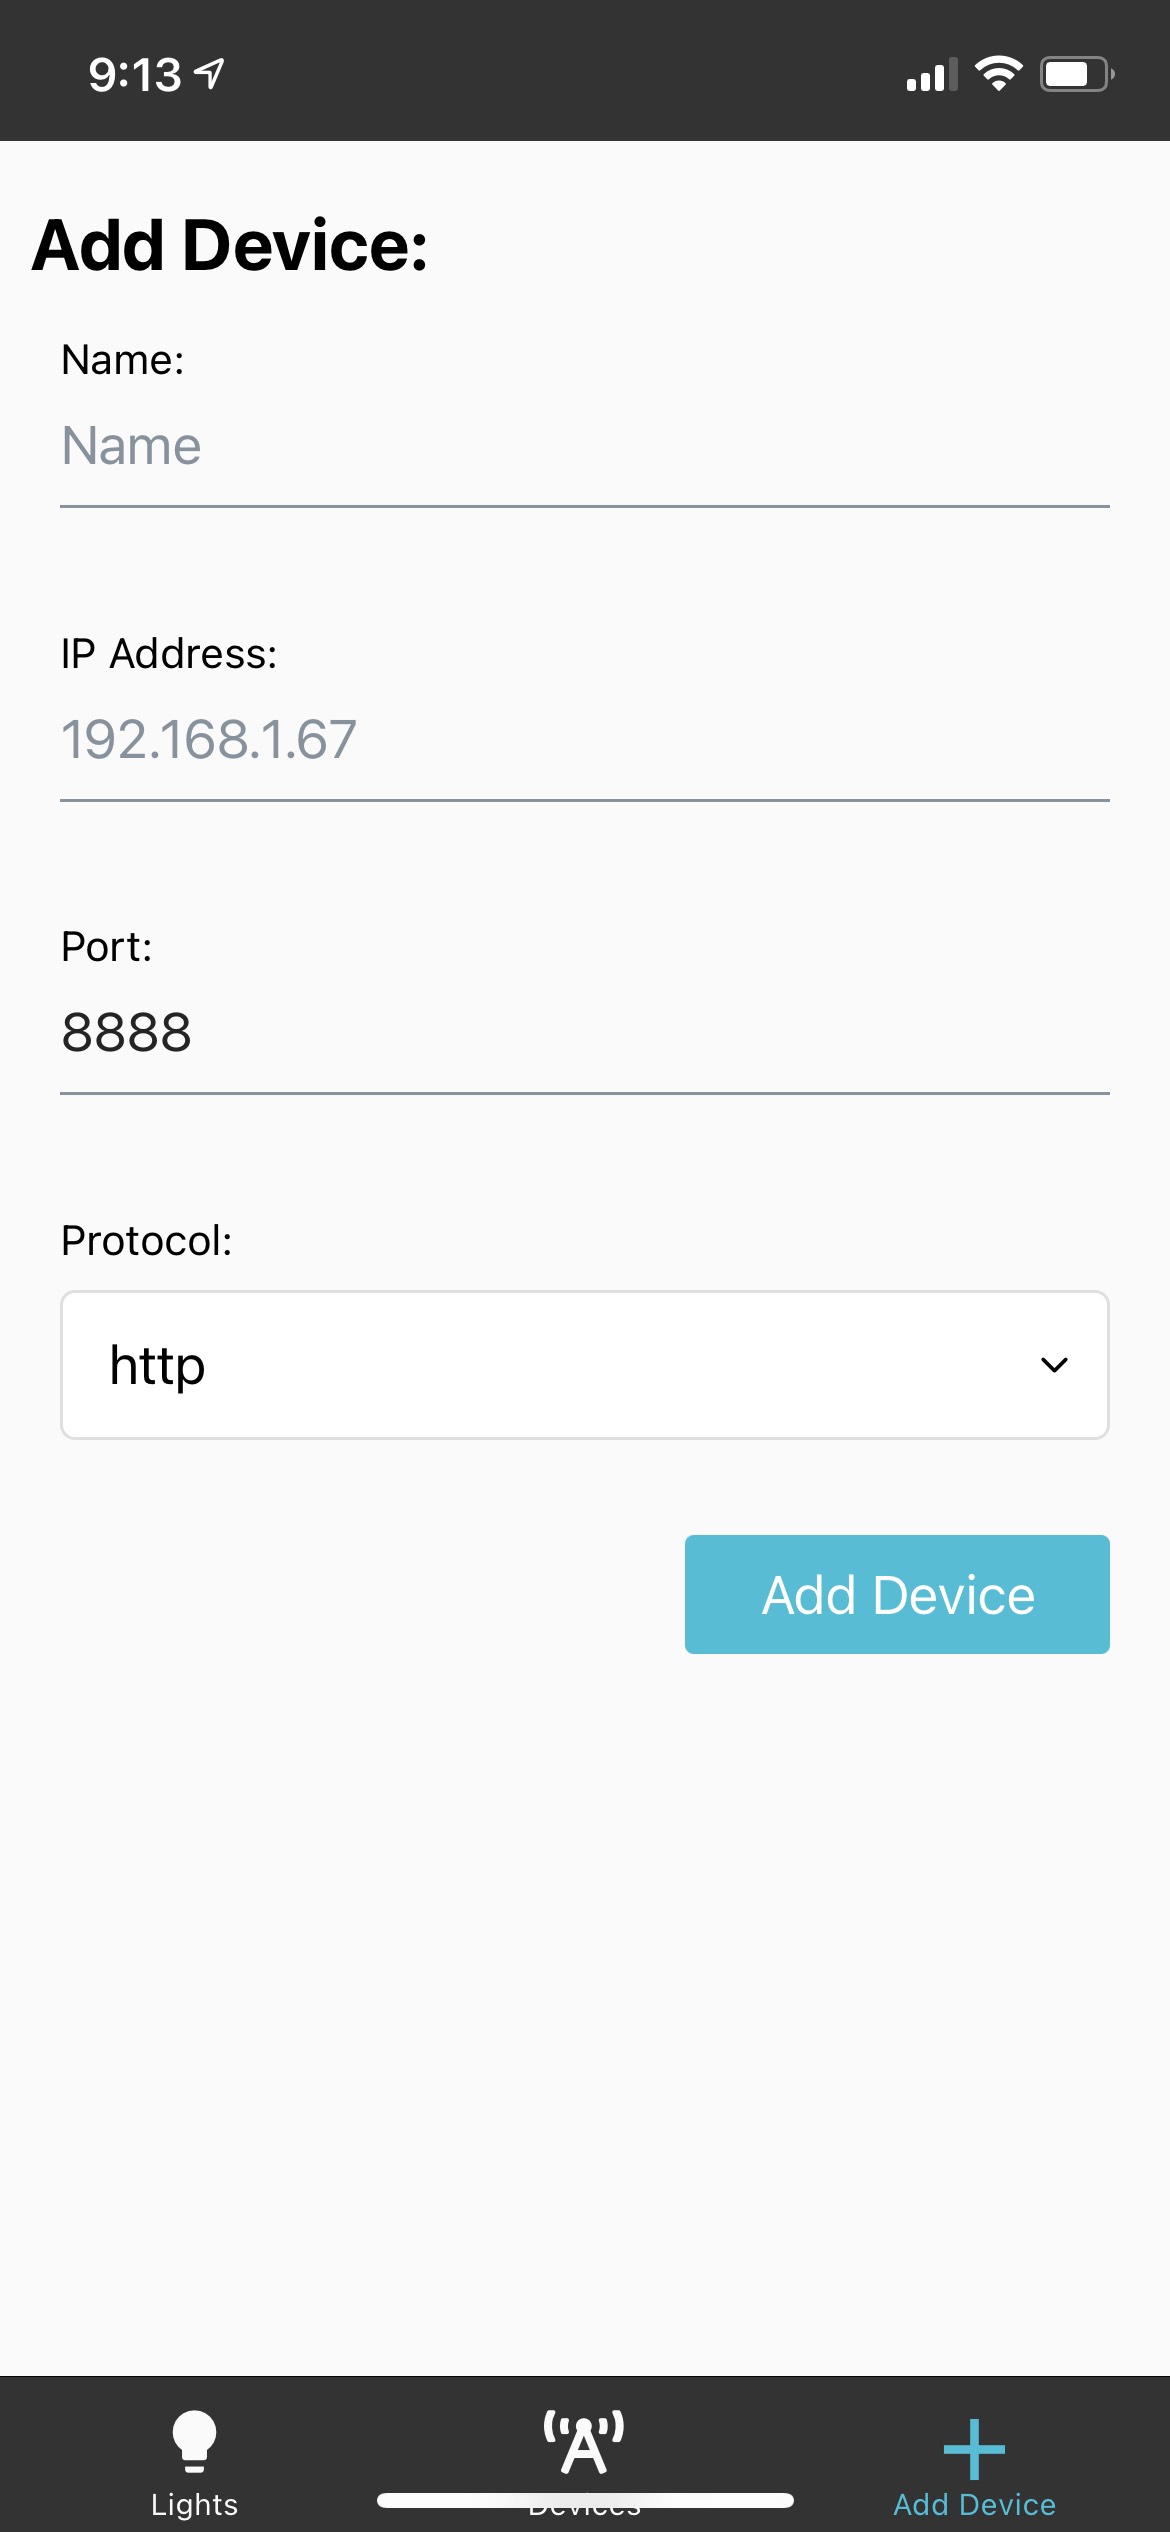 9:13
Add Device:
Name:
Name
IP Address:
192.168.1.67
Port:
8888
Protocol:
http
Add Device
Lights
Devices
Add Device